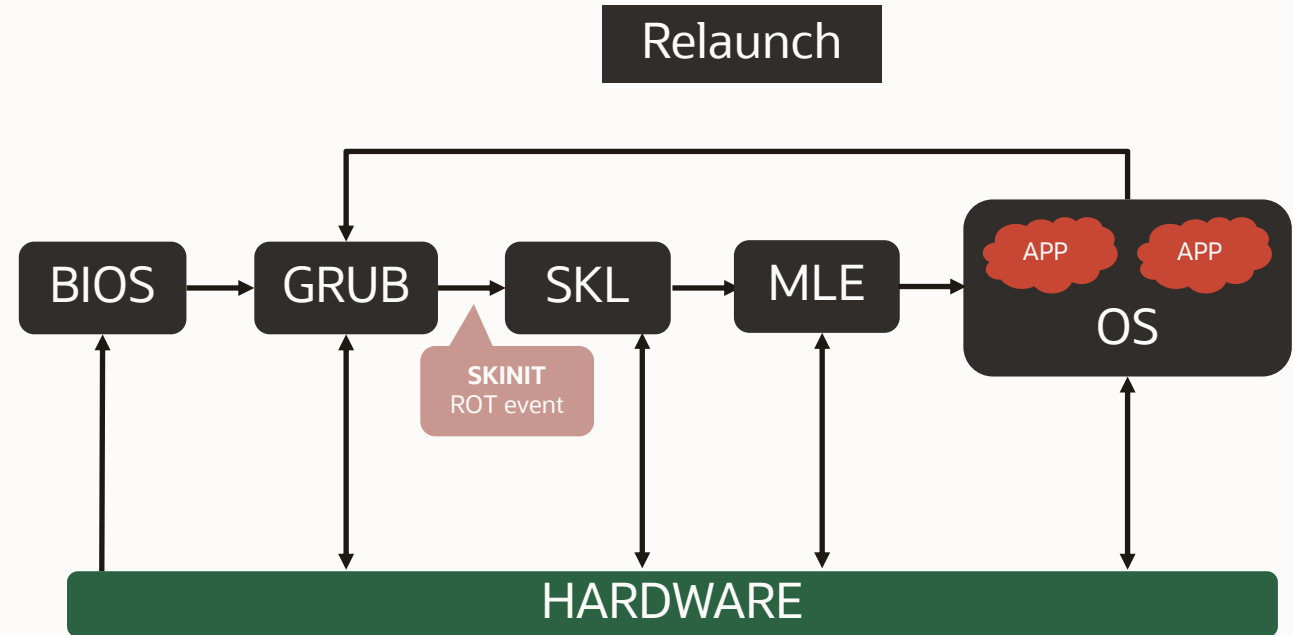 Relaunch
BIOS
GRUB
SKL
MLE
APP
APP
OS
SKINIT
ROT event
HARDWARE